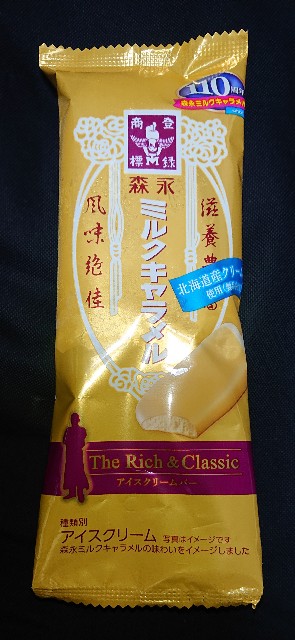 110周年
森永ミルクキャラメル
商標 登録
森永
ミルクキャラメル
滋養豊富
風味絶佳
北海道産クリーム
使用
The Rich & Classic
アイスクリームバー
種類別
アイスクリーム 写真はイメージです
森永ミルクキャラメルの味わいをイメージしました